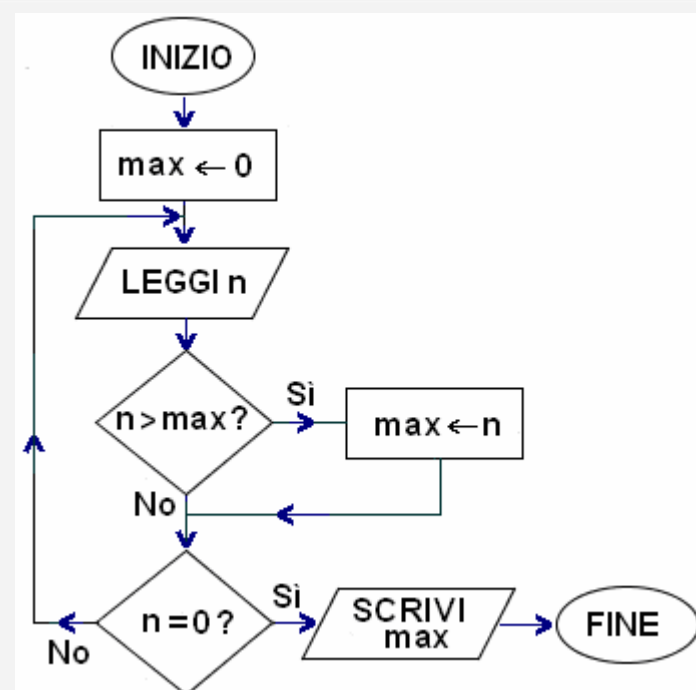 INIZIO
max ← 0
LEGGI n
n>max?
Sì
max ← n
No
n=0?
Sì
SCRIVI
max
FINE
No